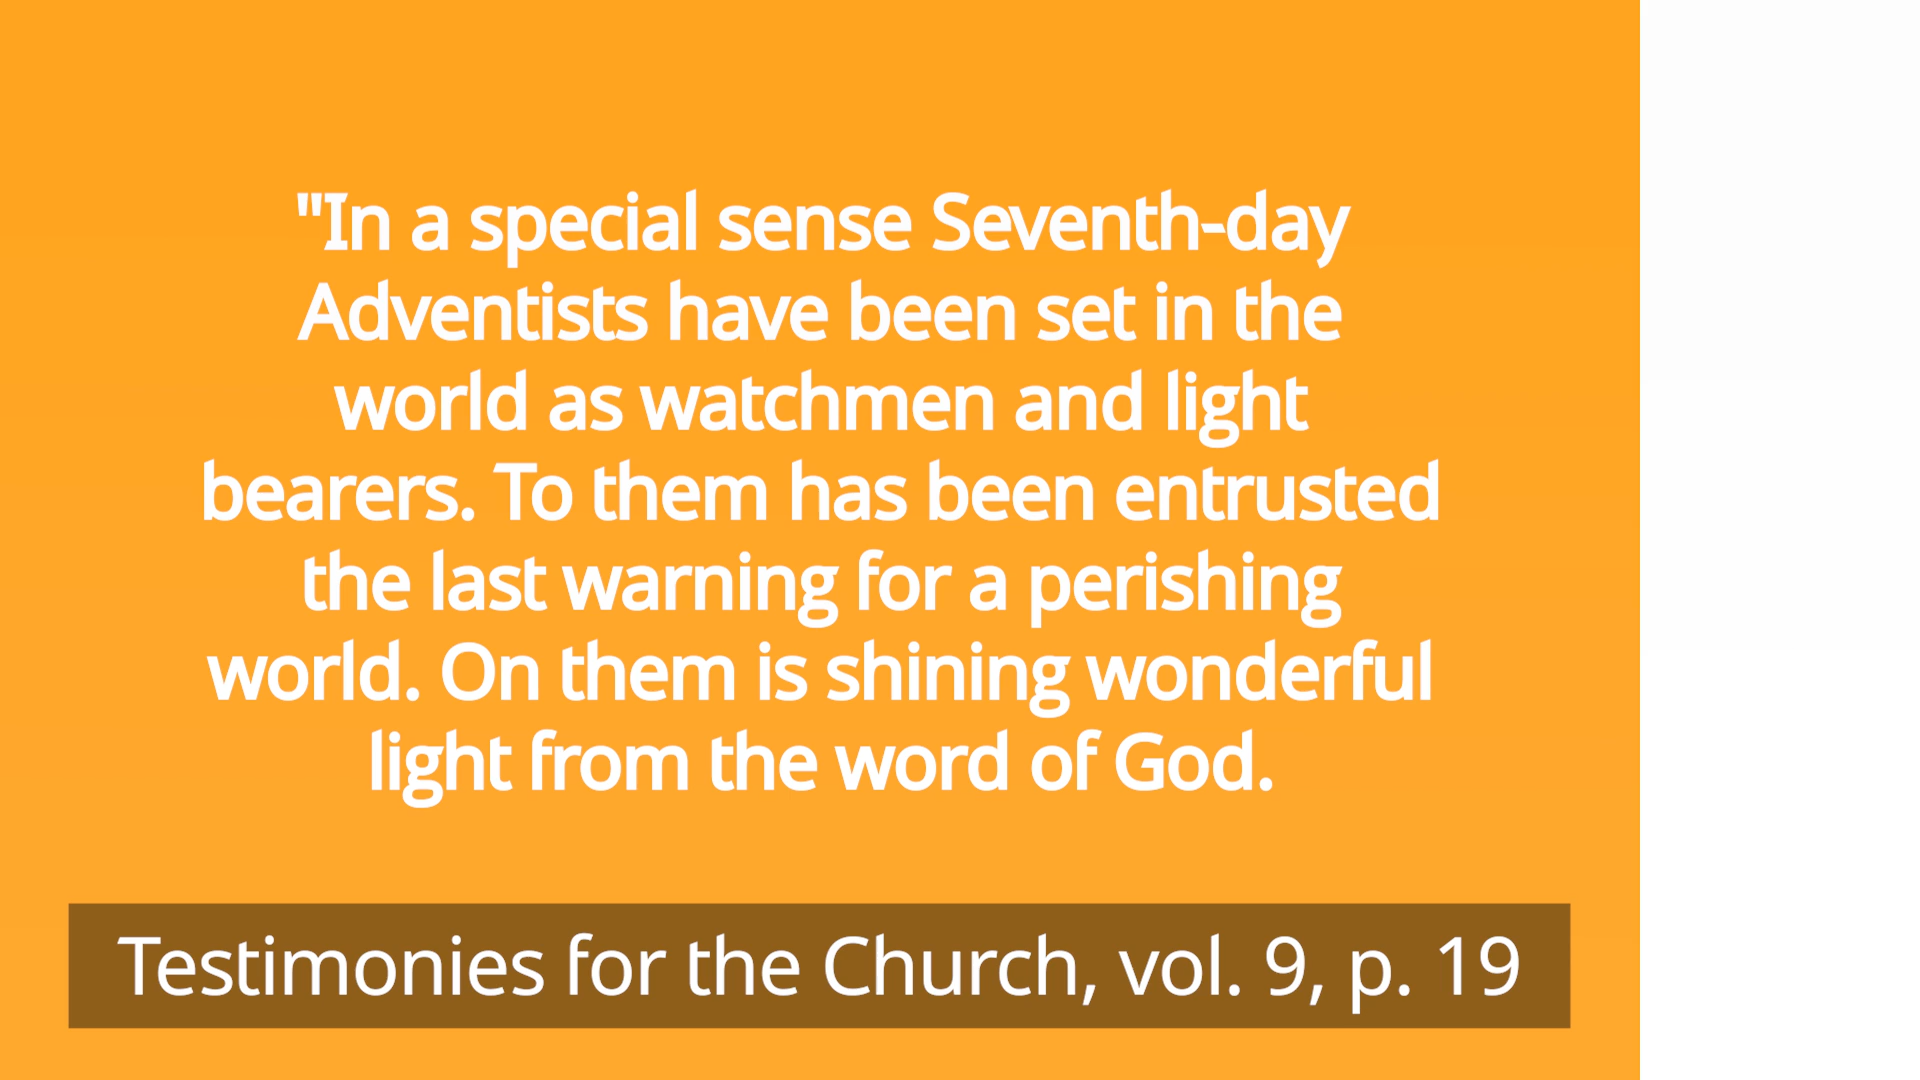 "In a special sense Seventh-day
Adventists have been set in the
world as watchmen and light
bearers. To them has been entrusted
the last warning for a perishing
world. On them is shining wonderful
light from the word of God.
Testimonies for the Church, vol. 9, p. 19